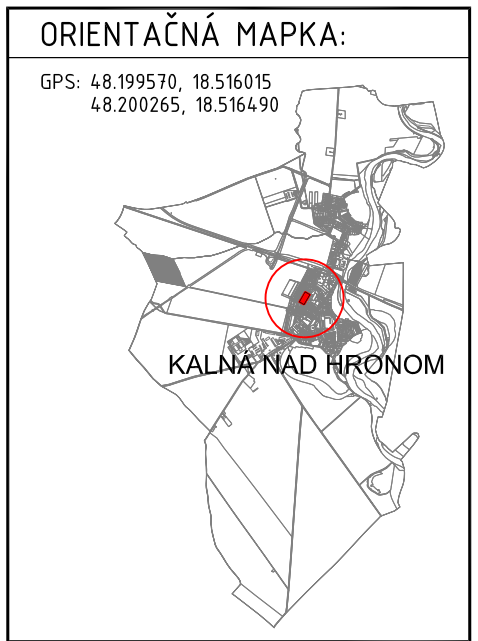 ORIENTAČNÁ MAPKA:
GPS: 48.199570, 18.516015
48.200265, 18.516490
KALNÁ NAD HRONOM